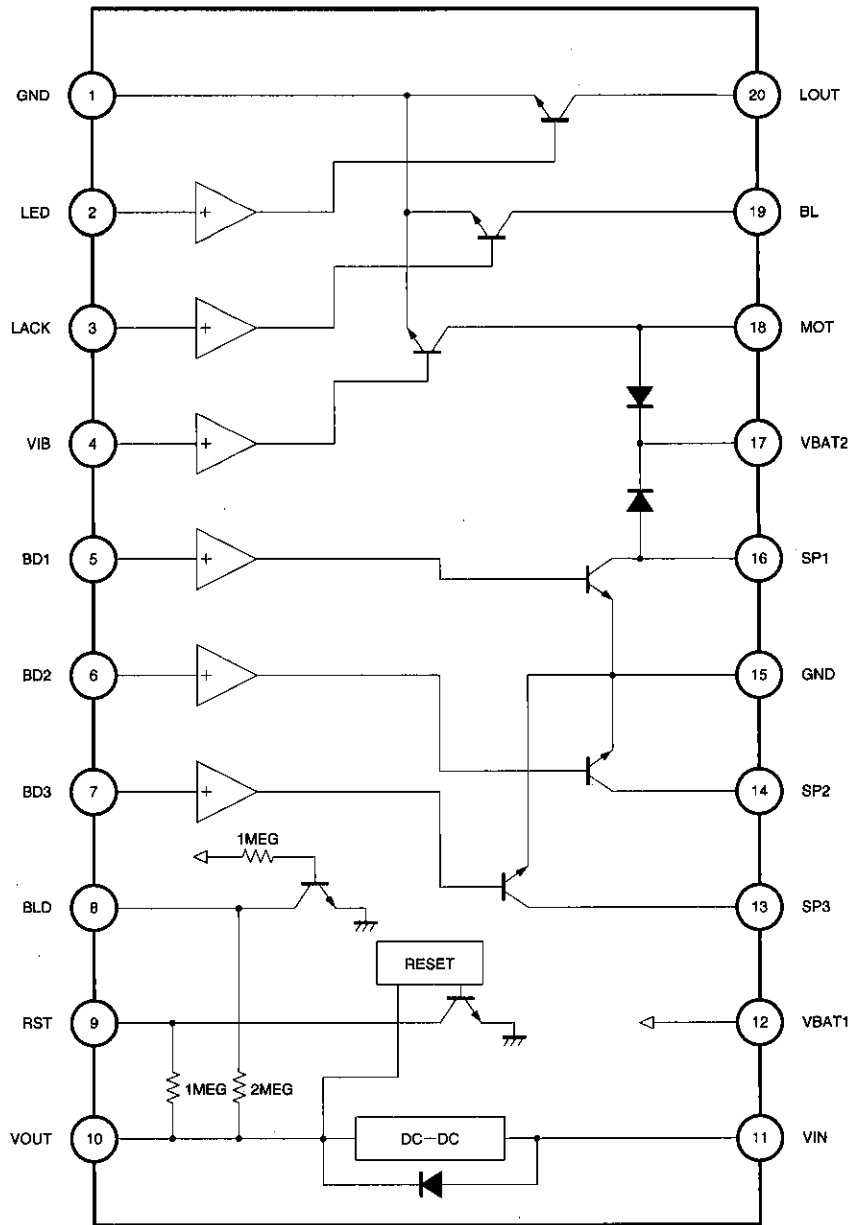 GND 1 20 LOUT
LED 2 + 19 BL
LACK 3 + 18 MOT
VIB 4 + 17 VBAT2
BD1 5 + 16 SP1
BD2 6 + 15 GND
BD3 7 + 14 SP2
1MEG
BLD 8 13 SP3
RESET
RST 9 12 VBAT1
1MEG 2MEG
VOUT 10 DC-DC 11 VIN